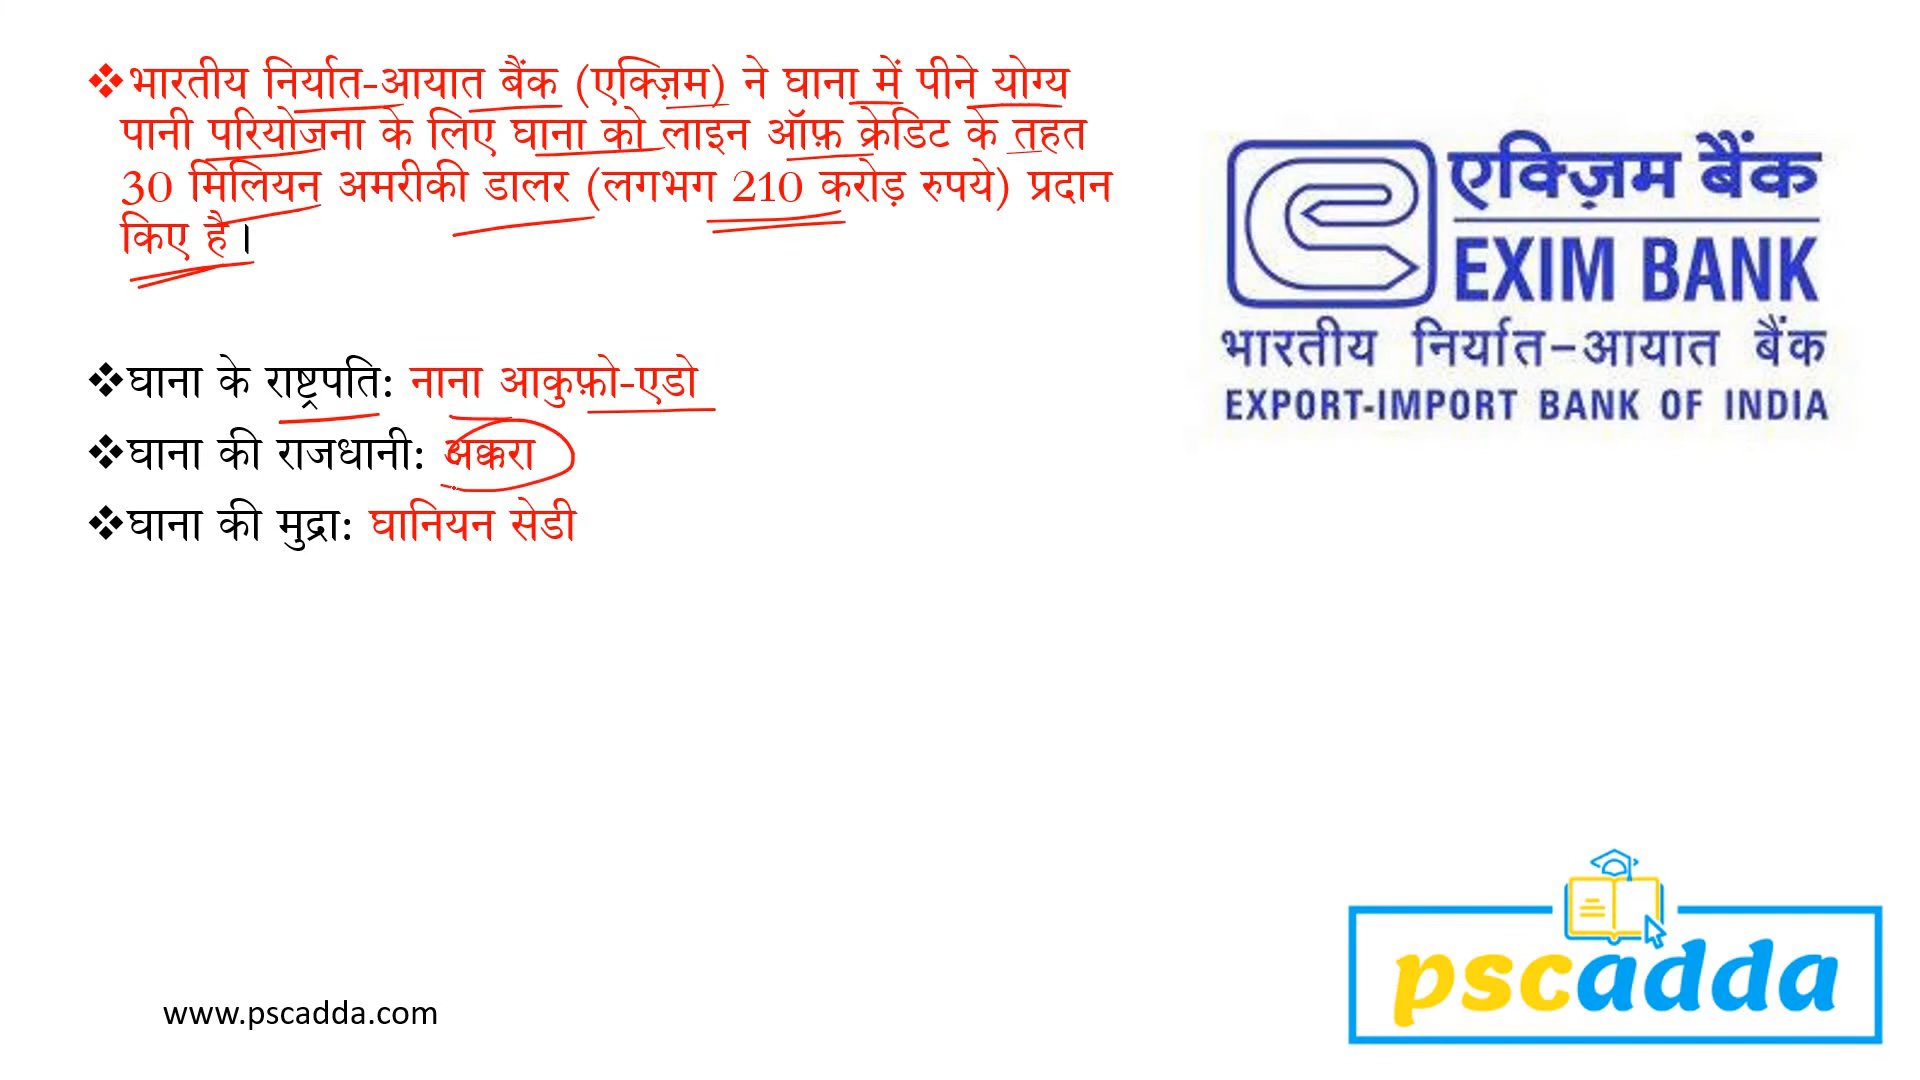 ❖भारतीय निर्यात-आयात बैंक (एक्ज़िम) ने घाना में पीने योग्य
पानी परियोजना के लिए घाना को लाइन ऑफ़ क्रेडिट के तहत
30 मिलियन अमरीकी डालर (लगभग 210 करोड़ रुपये) प्रदान
किए है।
❖घाना के राष्ट्रपति: नाना आकुफ़ो-एडो
❖घाना की राजधानी: अक्करा
❖घाना की मुद्रा: घानियन सेडी
एक्ज़िम बैंक
EXIM BANK
भारतीय निर्यात-आयात बैंक
EXPORT-IMPORT BANK OF INDIA
pscadda
www.pscadda.com